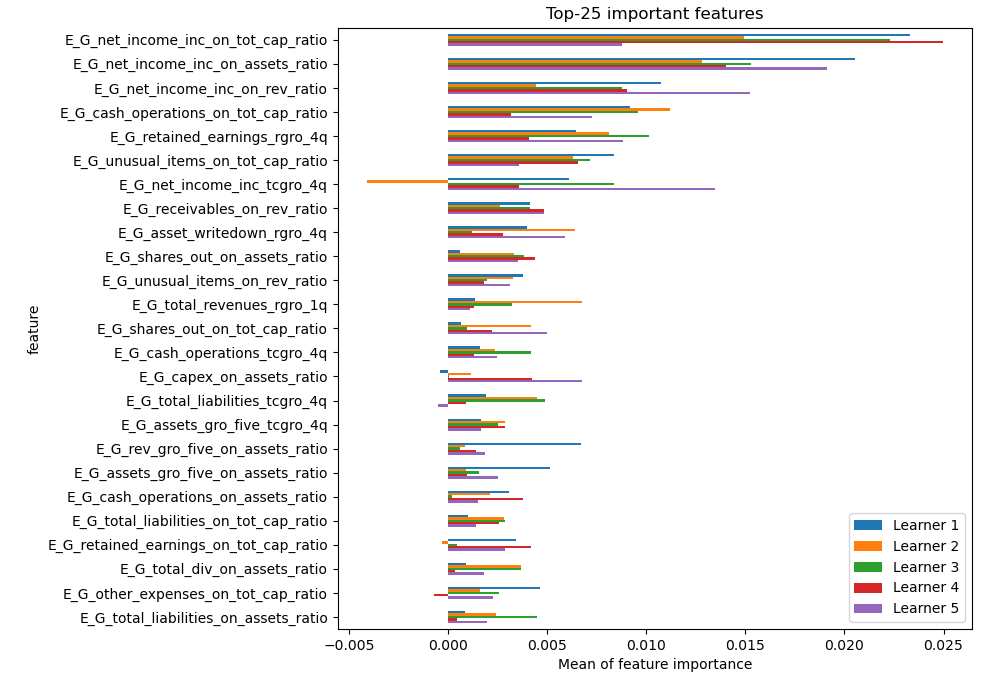 Top-25 important features
E_G_net_income_inc_on_tot_cap_ratio
E_G_net_income_inc_on_assets_ratio
E_G_net_income_inc_on_rev_ratio
E_G_cash_operations_on_tot_cap_ratio
E_G_retained_earnings_rgro_4q
E_G_unusual_items_on_tot_cap_ratio
E_G_net_income_inc_tcgro_4q
E_G_receivables_on_rev_ratio
E_G_asset_writedown_rgro_4q
E_G_shares_out_on_assets_ratio
E_G_unusual_items_on_rev_ratio
E_G_total_revenues_rgro_1q
E_G_shares_out_on_tot_cap_ratio
E_G_cash_operations_tcgro_4q
E_G_capex_on_assets_ratio
E_G_total_liabilities_tcgro_4q
E_G_assets_gro_five_tcgro_4q
E_G_rev_gro_five_on_assets_ratio
E_G_assets_gro_five_on_assets_ratio
E_G_cash_operations_on_assets_ratio
E_G_total_liabilities_on_tot_cap_ratio
E_G_retained_earnings_on_tot_cap_ratio
E_G_total_div_on_assets_ratio
E_G_other_expenses_on_tot_cap_ratio
E_G_total_liabilities_on_assets_ratio
feature
Learner 1
Learner 2
Learner 3
Learner 4
Learner 5
−0.005 0.000 0.005 0.010 0.015 0.020 0.025
Mean of feature importance